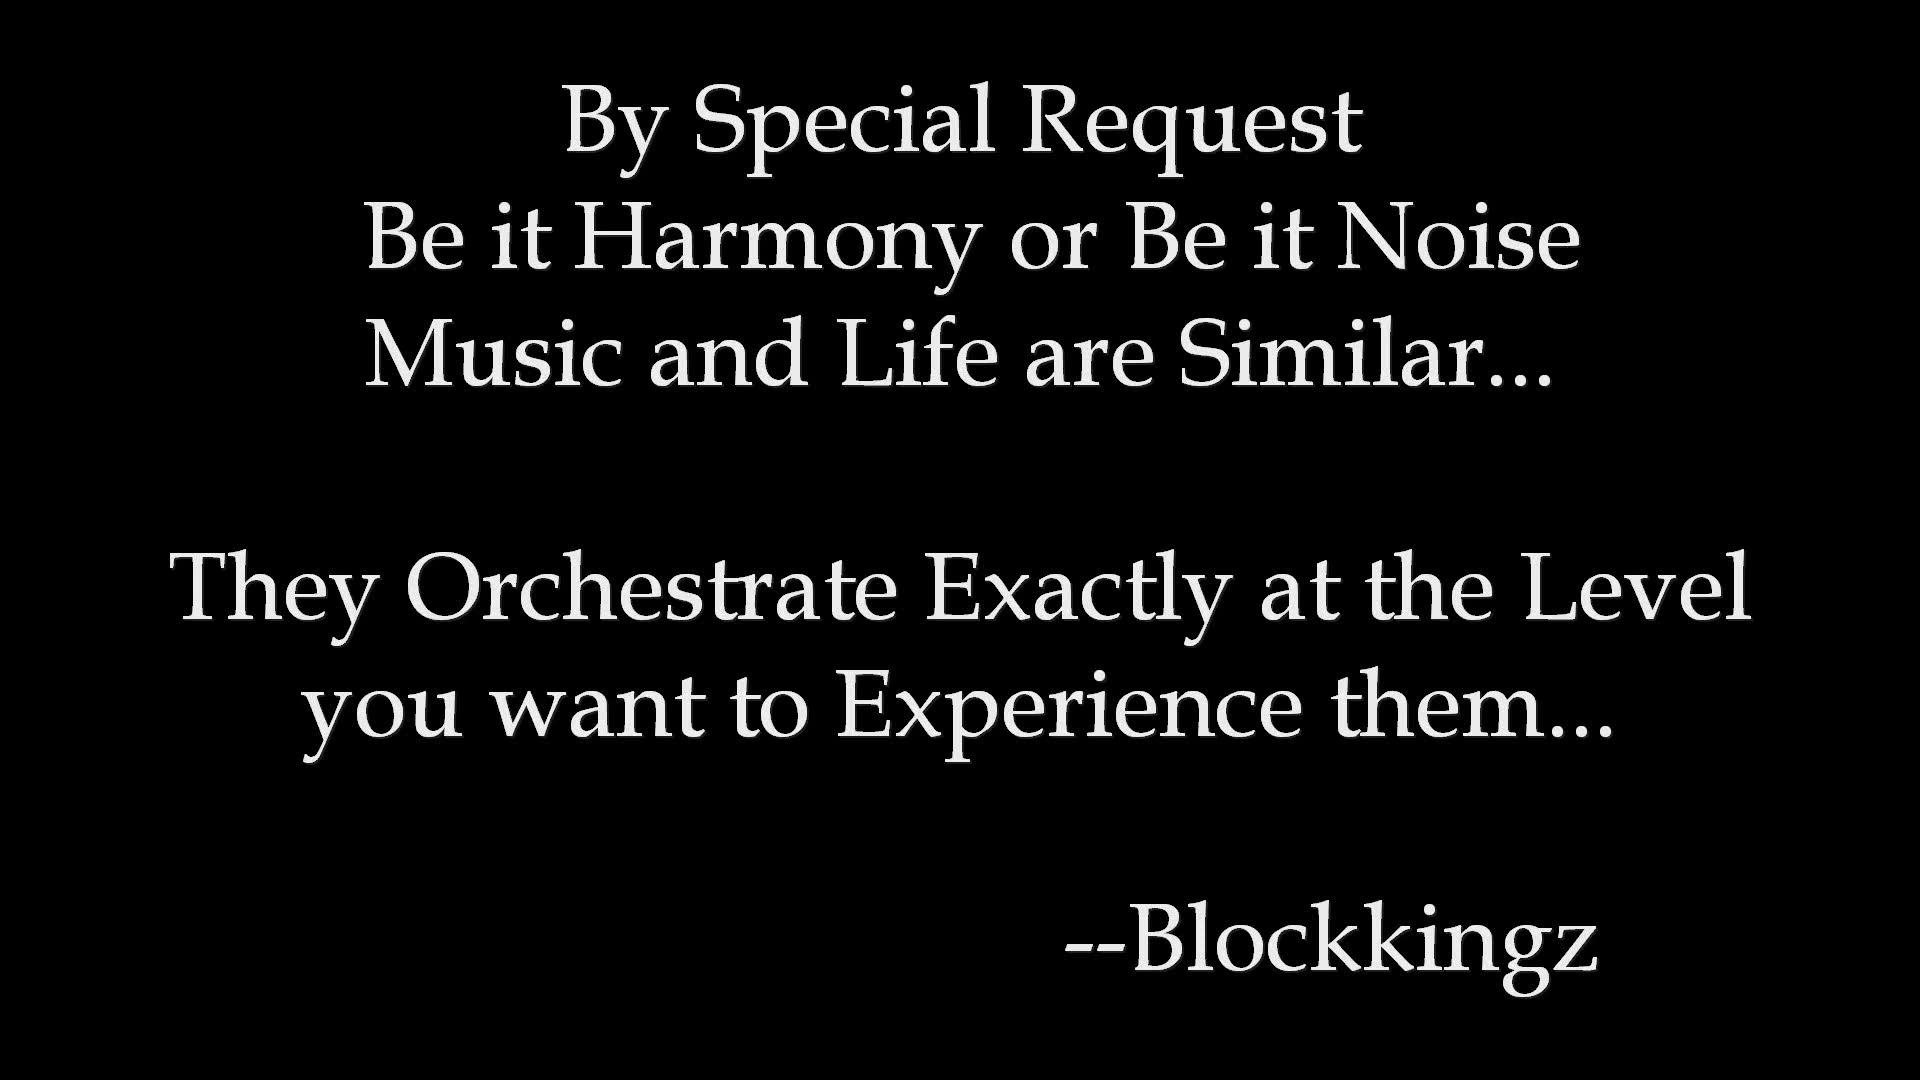 By Special Request
Be it Harmony or Be it Noise
Music and Life are Similar...
They Orchestrate Exactly at the Level
you want to Experience them...
--Blockkingz